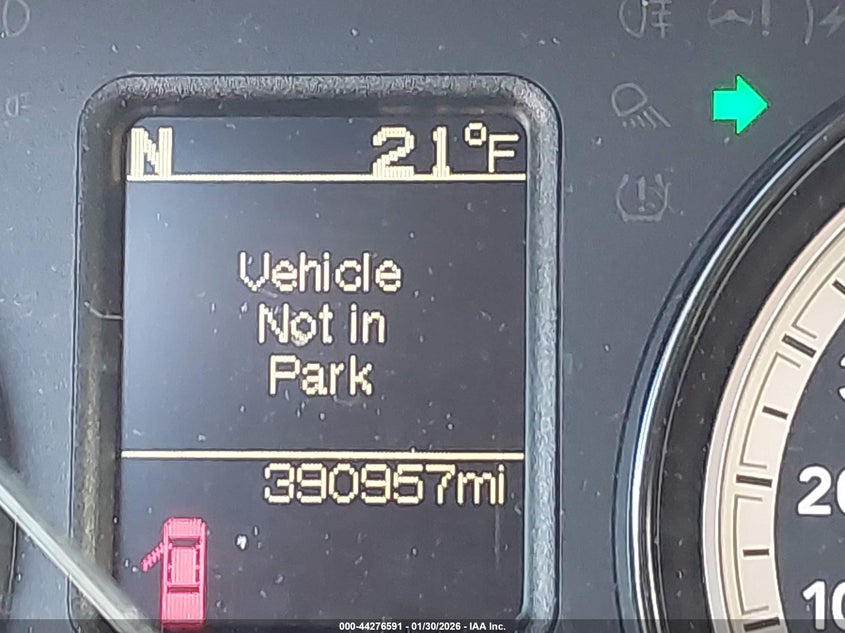 N 21°F
Vehicle
Not in
Park
390957mi
20
10
000-44276591 - 01/30/2026 - IAA Inc.